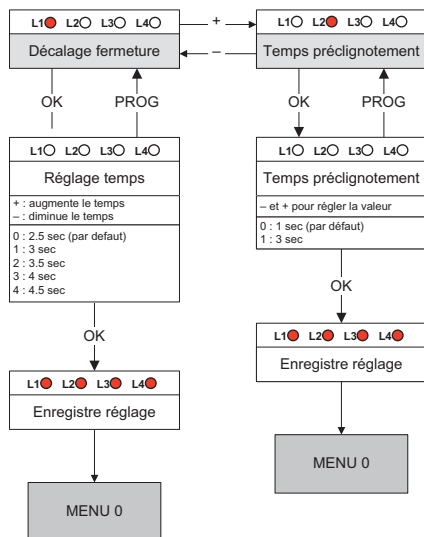 L1 L2 L3 L4
Décalage fermeture
+
–
L1 L2 L3 L4
Temps préclignotement
OK
PROG
OK
PROG
L1 L2 L3 L4
Réglage temps
+ : augmente le temps
– : diminue le temps
0 : 2.5 sec (par defaut)
1 : 3 sec
2 : 3.5 sec
3 : 4 sec
4 : 4.5 sec
L1 L2 L3 L4
Temps préclignotement
– et + pour régler la valeur
0 : 1 sec (par défaut)
1 : 3 sec
OK
OK
L1 L2 L3 L4
Enregistre réglage
L1 L2 L3 L4
Enregistre réglage
MENU 0
MENU 0